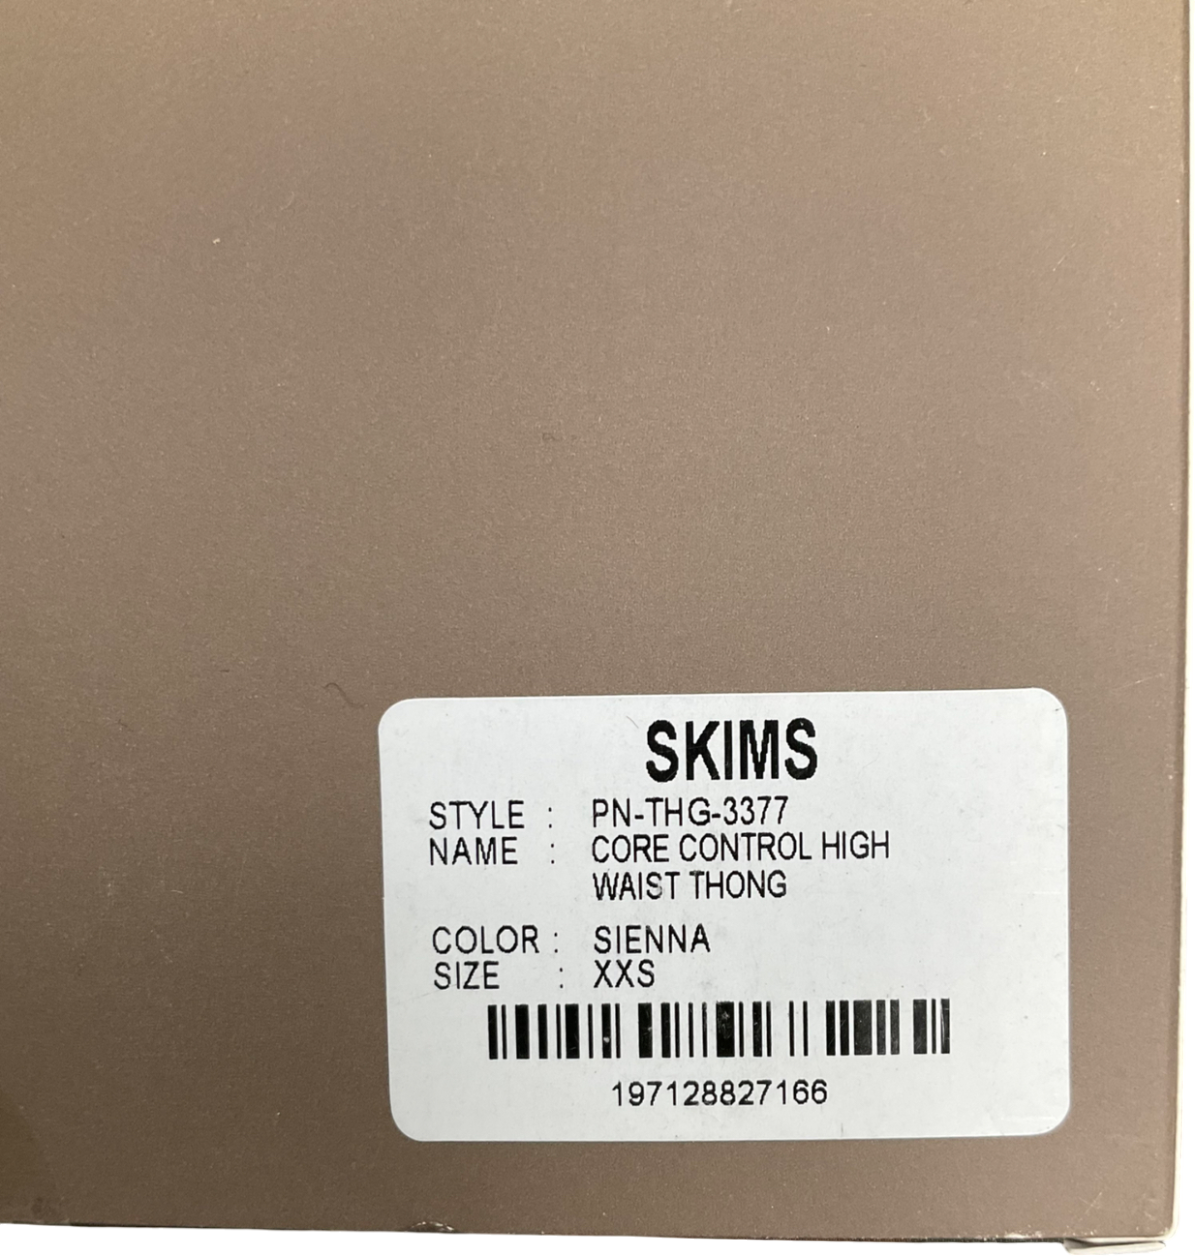 SKIMS
STYLE : PN-THG-3377
NAME : CORE CONTROL HIGH
WAIST THONG
COLOR : SIENNA
SIZE : XXS
197128827166